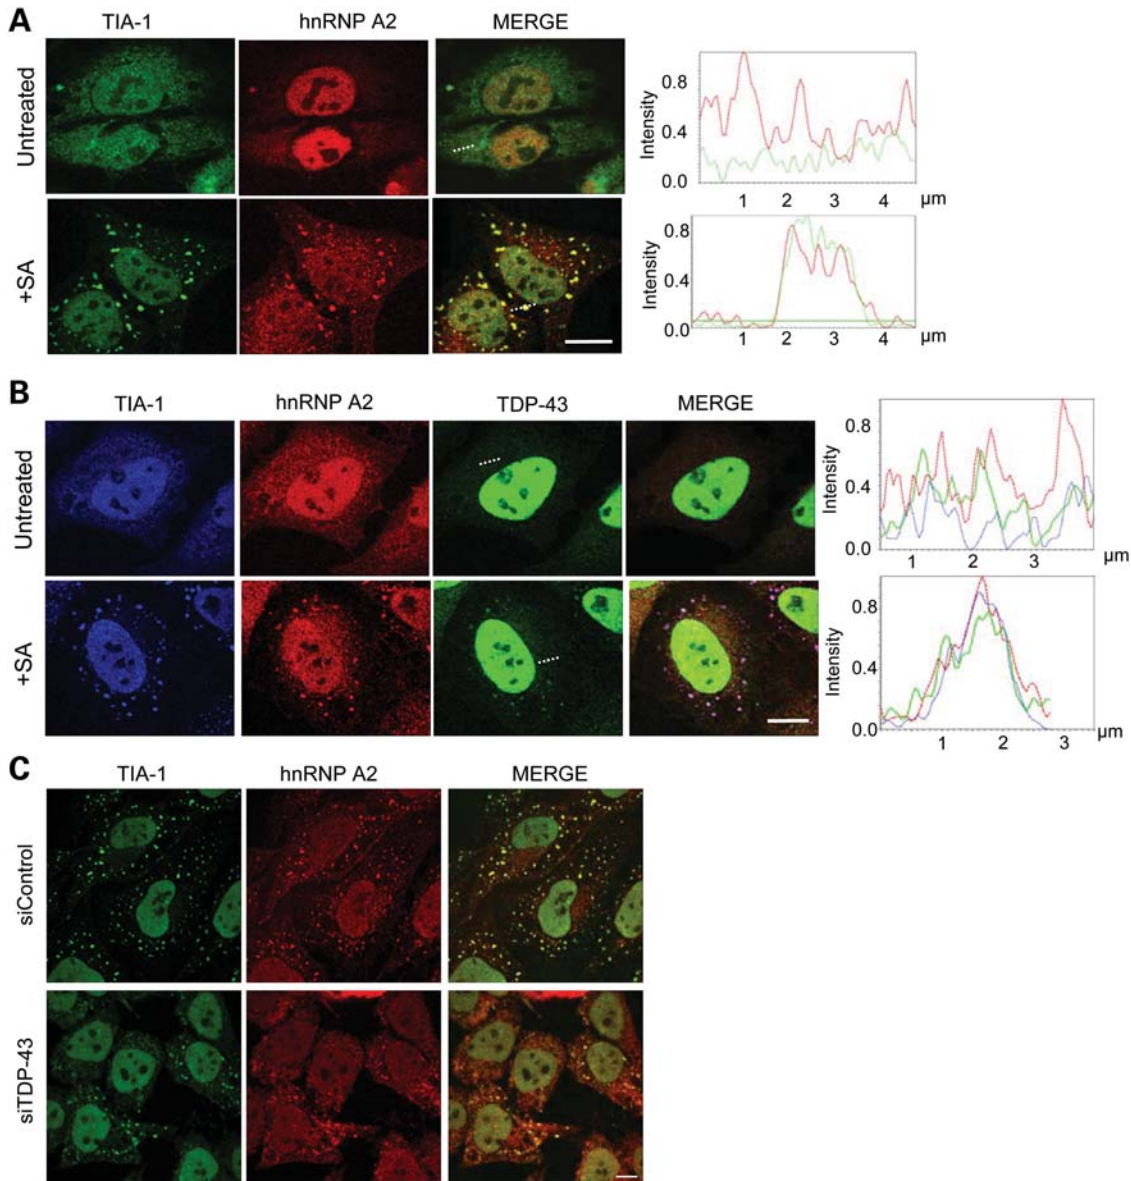 A
TIA-1 hnRNP A2 MERGE
Untreated
Intensity
0.8
0.4
0.0
1 2 3 4 µm
+SA
Intensity
0.8
0.4
0.0
1 2 3 4 µm
B
TIA-1 hnRNP A2 TDP-43 MERGE
Untreated
Intensity
0.8
0.4
0.0
1 2 3 µm
+SA
Intensity
0.8
0.4
0.0
1 2 3 µm
C
TIA-1 hnRNP A2 MERGE
siControl
siTDP-43